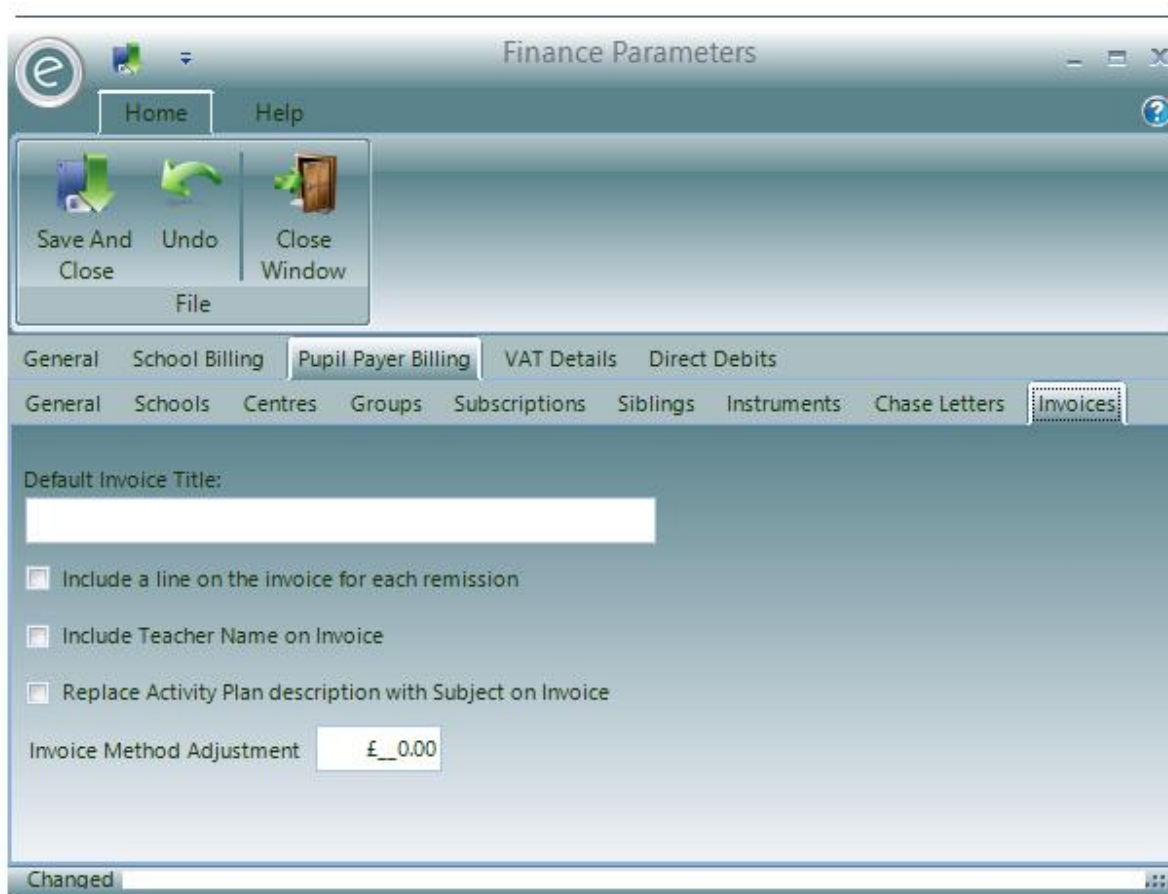 e
Finance Parameters
Home Help
Save And Close Undo Close Window
File
General School Billing Pupil Payer Billing VAT Details Direct Debits
General Schools Centres Groups Subscriptions Siblings Instruments Chase Letters Invoices
Default Invoice Title:
Include a line on the invoice for each remission
Include Teacher Name on Invoice
Replace Activity Plan description with Subject on Invoice
Invoice Method Adjustment £__0.00
Changed